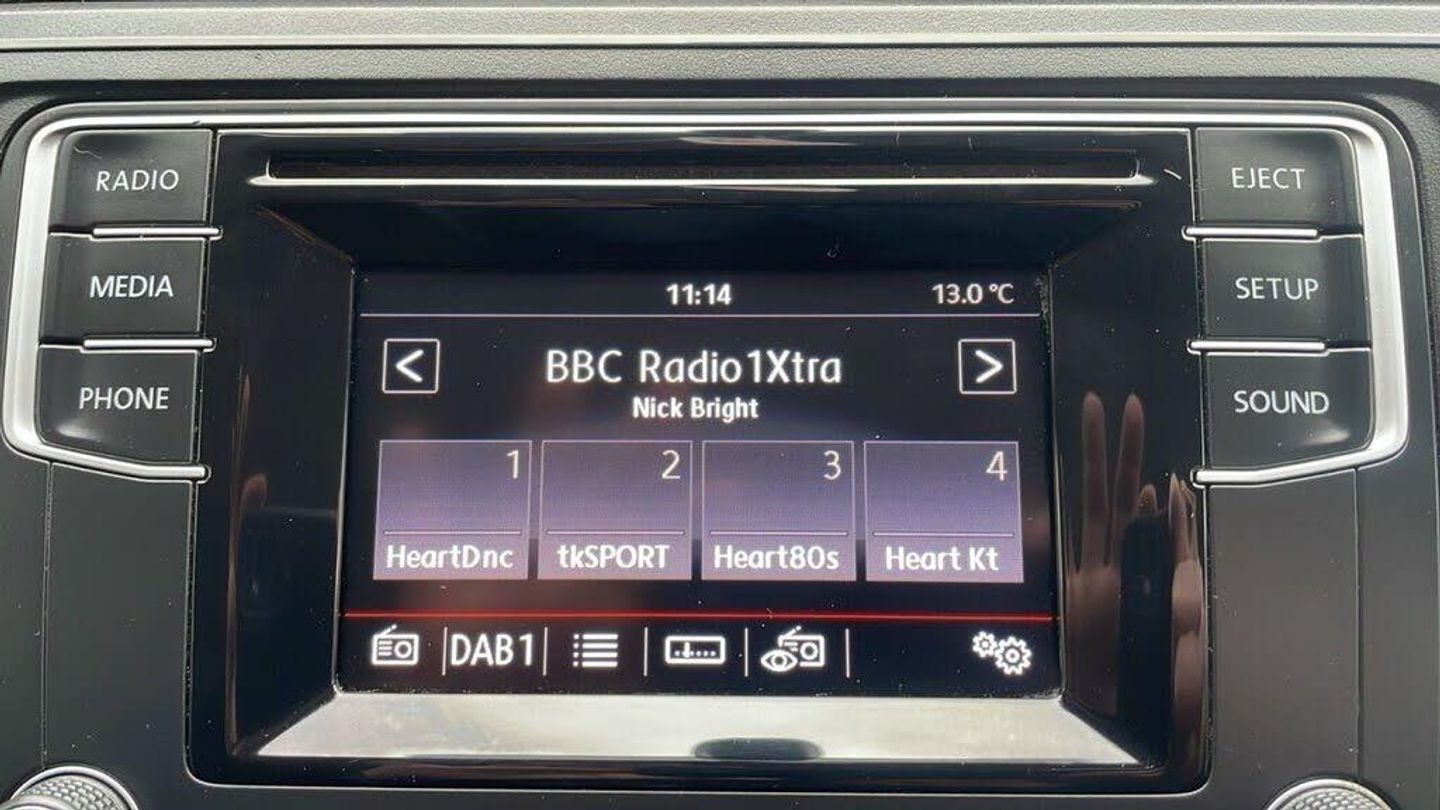 RADIO
MEDIA
PHONE
EJECT
SETUP
SOUND
11:14 13.0 °C
< BBC Radio1Xtra >
Nick Bright
1 2 3 4
HeartDnc tkSPORT Heart80s Heart Kt
DAB1